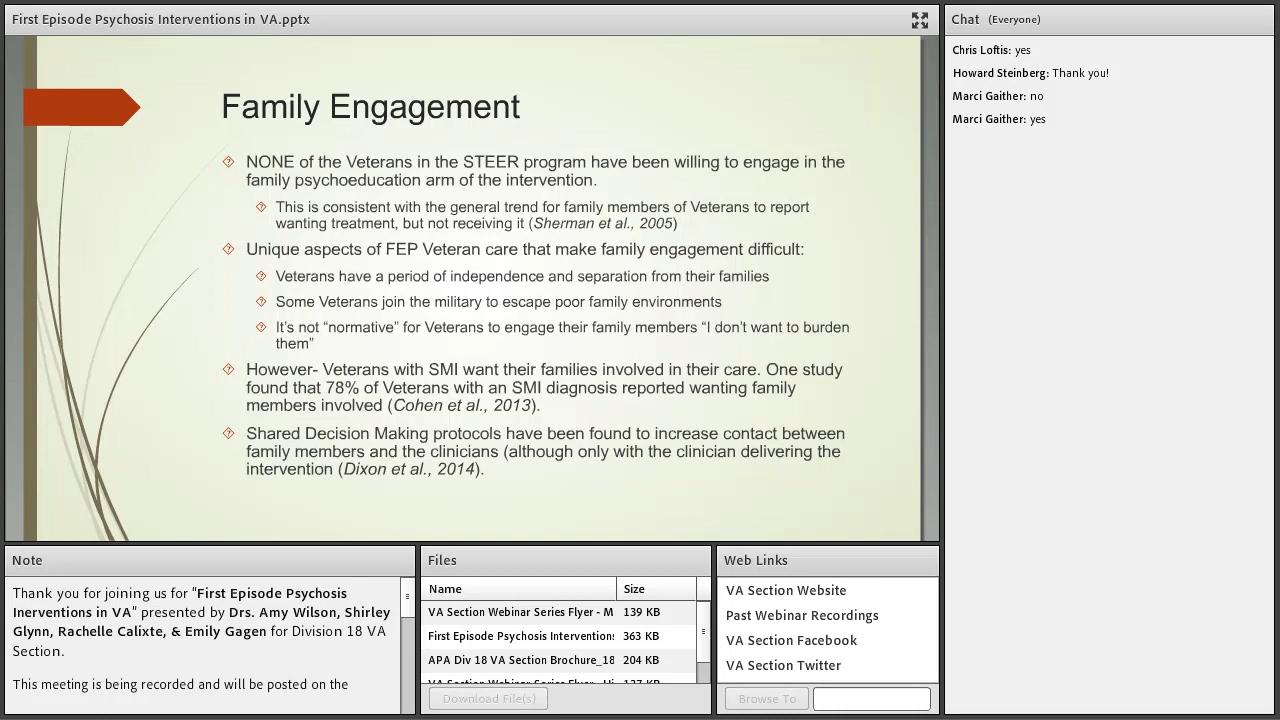 First Episode Psychosis Interventions in VA.pptx
Family Engagement
NONE of the Veterans in the STEER program have been willing to engage in the
family psychoeducation arm of the intervention.
This is consistent with the general trend for family members of Veterans to report
wanting treatment, but not receiving it (Sherman et al., 2005)
Unique aspects of FEP Veteran care that make family engagement difficult:
Veterans have a period of independence and separation from their families
Some Veterans join the military to escape poor family environments
It's not “normative” for Veterans to engage their family members “I don't want to burden
them”
However- Veterans with SMI want their families involved in their care. One study
found that 78% of Veterans with an SMI diagnosis reported wanting family
members involved (Cohen et al., 2013).
Shared Decision Making protocols have been found to increase contact between
family members and the clinicians (although only with the clinician delivering the
intervention (Dixon et al., 2014).
Chat (Everyone)
Chris Loftis: yes
Howard Steinberg: Thank you!
Marci Gaither: no
Marci Gaither: yes
Note
Thank you for joining us for "First Episode Psychosis
Inerventions in VA" presented by Drs. Amy Wilson, Shirley
Glynn, Rachelle Calixte, & Emily Gagen for Division 18 VA
Section.
This meeting is being recorded and will be posted on the
Files
Name Size
VA Section Webinar Series Flyer - M 139 KB
First Episode Psychosis Interventions 363 KB
APA Div 18 VA Section Brochure_18 204 KB
VA Section Webinar Series Flyer - Hi 137 KB
Download File(s)
Web Links
VA Section Website
Past Webinar Recordings
VA Section Facebook
VA Section Twitter
Browse To